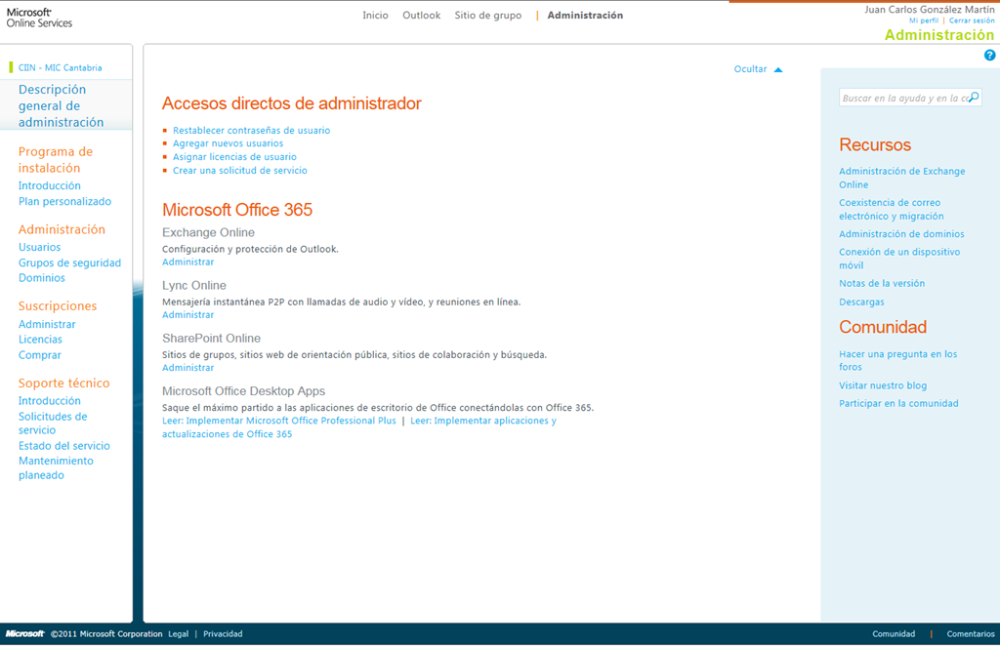 Microsoft®
Online Services
Inicio Outlook Sitio de grupo | Administración
Juan Carlos González Martín
Mi perfil | Cerrar sesión
Administración
CIIN - MIC Cantabria
Descripción
general de
administración
Programa de
instalación
Introducción
Plan personalizado
Administración
Usuarios
Grupos de seguridad
Dominios
Suscripciones
Administrar
Licencias
Comprar
Soporte técnico
Introducción
Solicitudes de
servicio
Estado del servicio
Mantenimiento
planeado
Ocultar
Accesos directos de administrador
Restablecer contraseñas de usuario
Agregar nuevos usuarios
Asignar licencias de usuario
Crear una solicitud de servicio
Microsoft Office 365
Exchange Online
Configuración y protección de Outlook.
Administrar
Lync Online
Mensajería instantánea P2P con llamadas de audio y vídeo, y reuniones en línea.
Administrar
SharePoint Online
Sitios de grupos, sitios web de orientación pública, sitios de colaboración y búsqueda.
Administrar
Microsoft Office Desktop Apps
Saque el máximo partido a las aplicaciones de escritorio de Office conectándolas con Office 365.
Leer: Implementar Microsoft Office Professional Plus | Leer: Implementar aplicaciones y
actualizaciones de Office 365
?
Buscar en la ayuda y en la co
Recursos
Administración de Exchange
Online
Coexistencia de correo
electrónico y migración
Administración de dominios
Conexión de un dispositivo
móvil
Notas de la versión
Descargas
Comunidad
Hacer una pregunta en los
foros
Visitar nuestro blog
Participar en la comunidad
Microsoft ©2011 Microsoft Corporation Legal | Privacidad
Comunidad | Comentarios